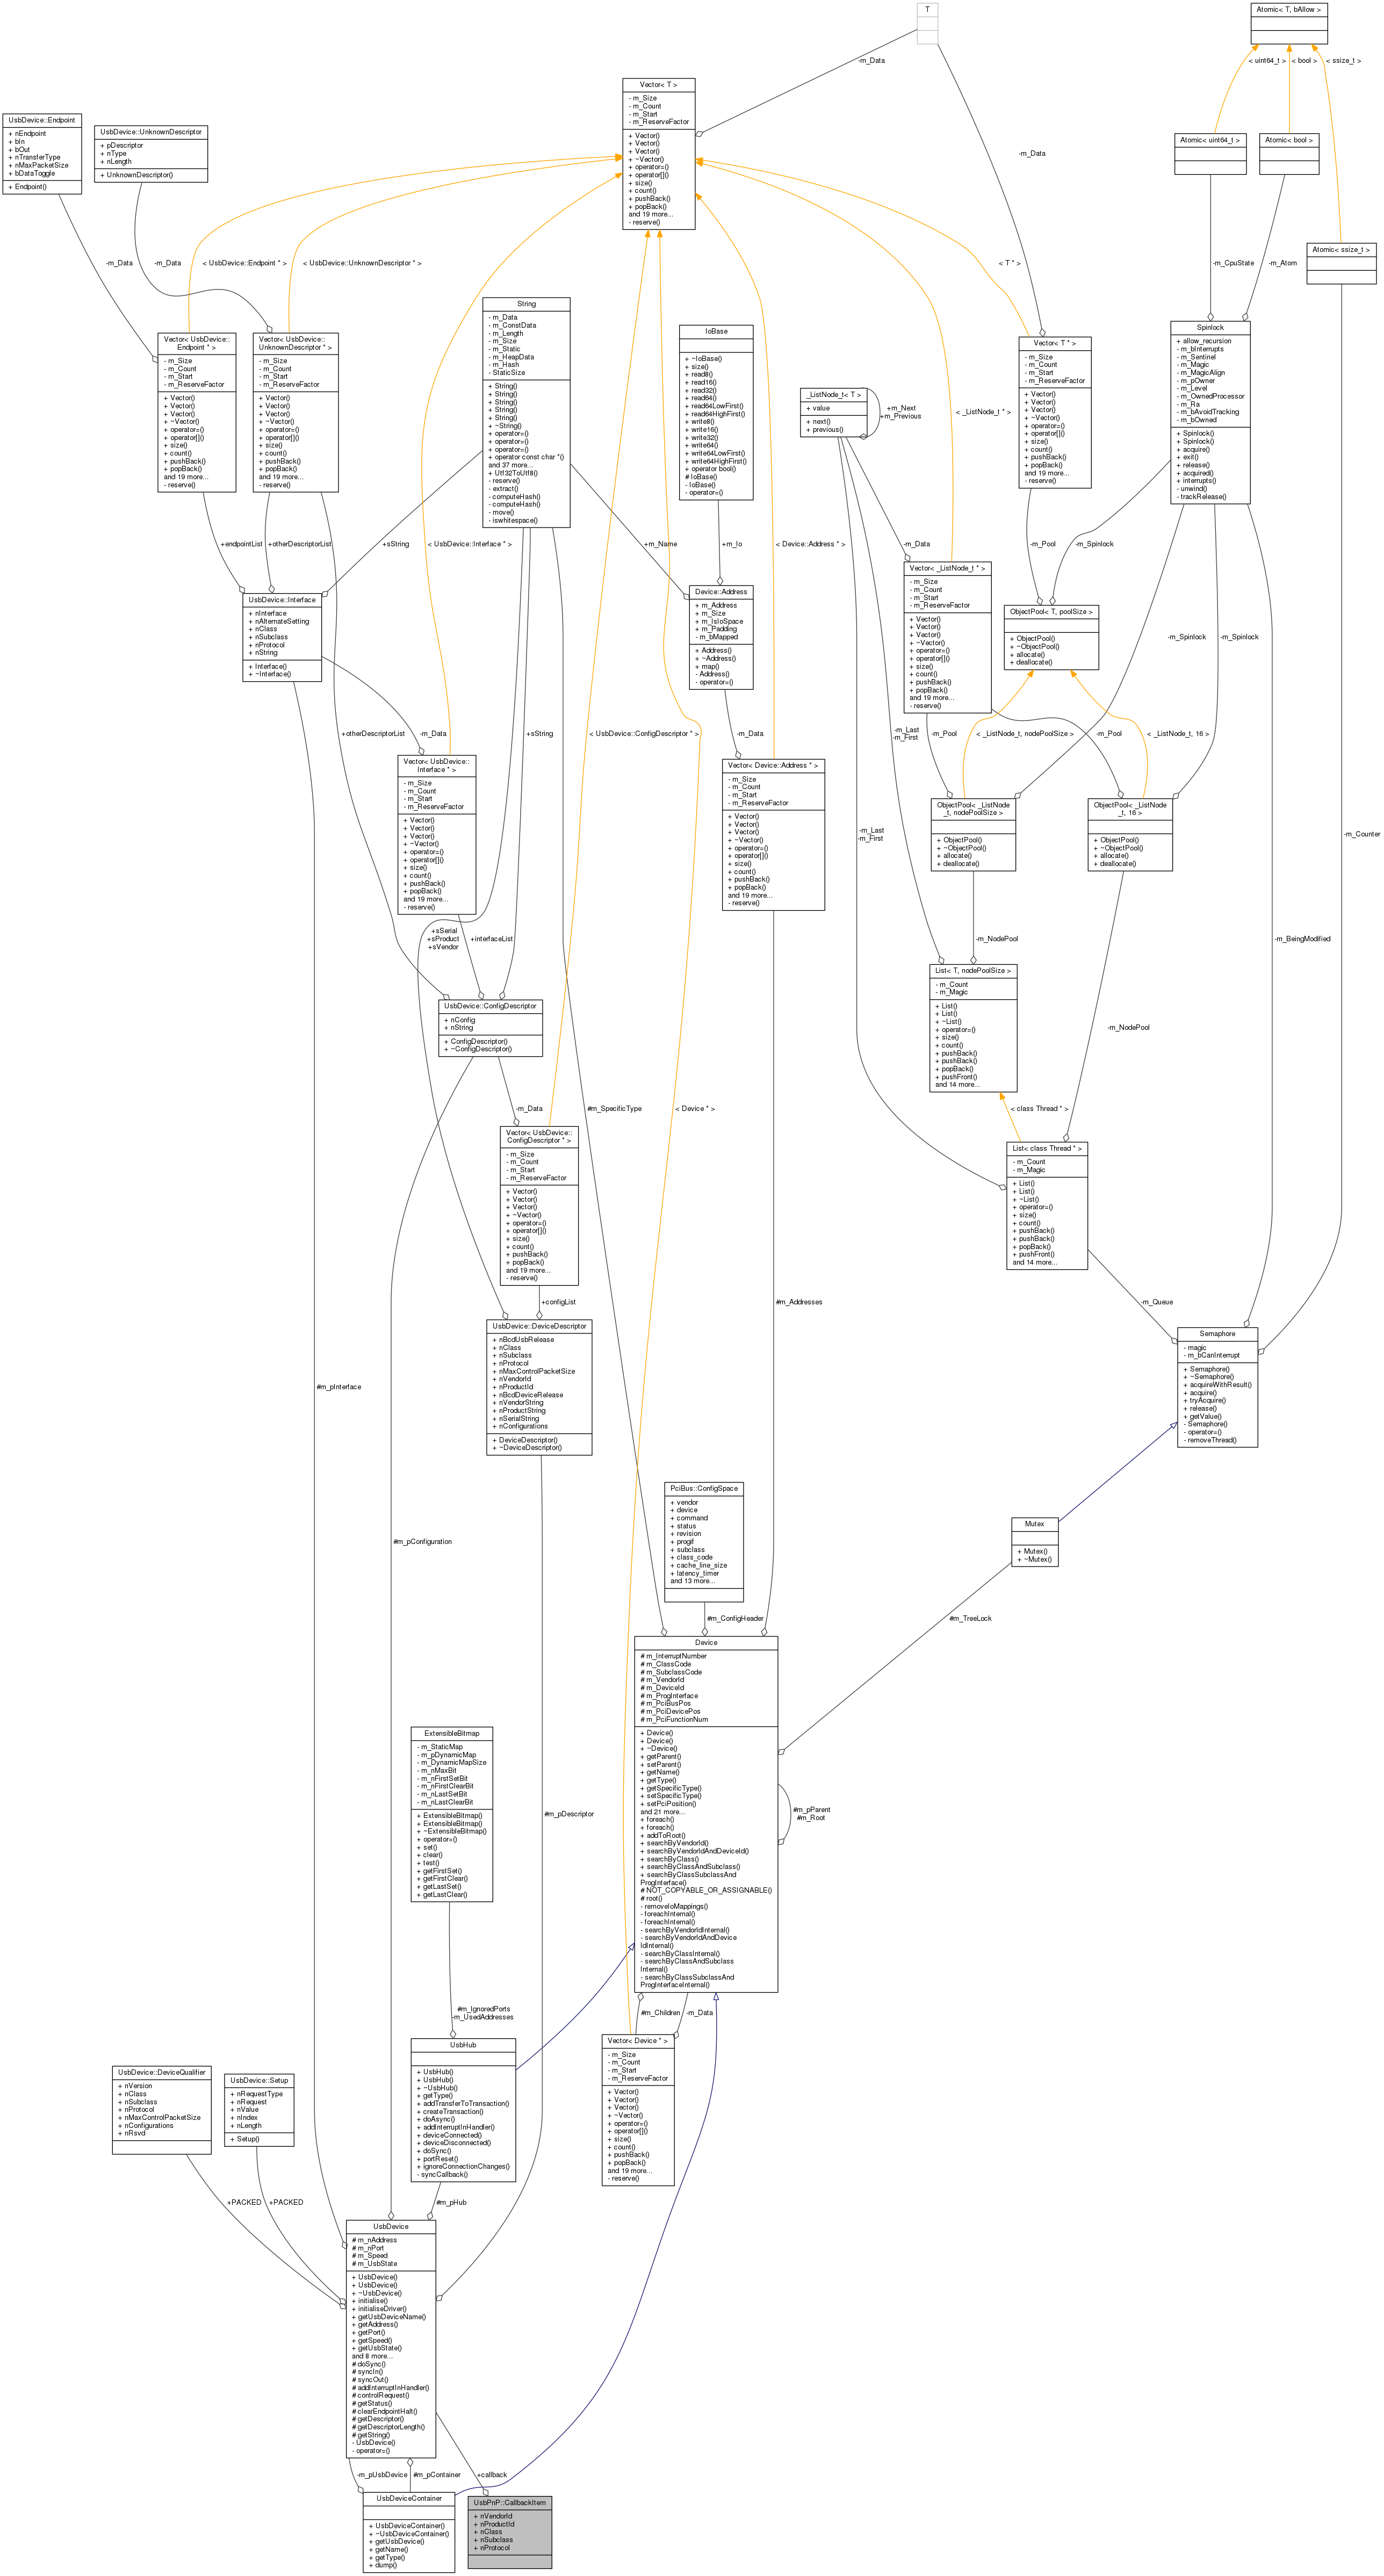 T
Atomic< T, bAllow >
< uint64_t >
< bool >
< ssize_t >
-m_Data
Vector< T >
- m_Size
- m_Count
- m_Start
- m_ReserveFactor
+ Vector()
+ Vector()
+ Vector()
+ ~Vector()
+ operator=()
+ operator[]()
+ size()
+ count()
+ pushBack()
+ popBack()
and 19 more...
- reserve()
UsbDevice::Endpoint
+ nEndpoint
+ bIn
+ bOut
+ nTransferType
+ nMaxPacketSize
+ bDataToggle
+ Endpoint()
UsbDevice::UnknownDescriptor
+ pDescriptor
+ nType
+ nLength
+ UnknownDescriptor()
-m_Data
Atomic< uint64_t >
Atomic< bool >
Atomic< ssize_t >
-m_Data
-m_Data
< UsbDevice::Endpoint * >
< UsbDevice::UnknownDescriptor * >
< T * >
-m_CpuState
-m_Atom
Vector< UsbDevice::
Endpoint * >
- m_Size
- m_Count
- m_Start
- m_ReserveFactor
+ Vector()
+ Vector()
+ Vector()
+ ~Vector()
+ operator=()
+ operator[]()
+ size()
+ count()
+ pushBack()
+ popBack()
and 19 more...
- reserve()
Vector< UsbDevice::
UnknownDescriptor * >
- m_Size
- m_Count
- m_Start
- m_ReserveFactor
+ Vector()
+ Vector()
+ Vector()
+ ~Vector()
+ operator=()
+ operator[]()
+ size()
+ count()
+ pushBack()
+ popBack()
and 19 more...
- reserve()
String
- m_Data
- m_ConstData
- m_Length
- m_Size
- m_Static
- m_HeapData
- m_Hash
- StaticSize
+ String()
+ String()
+ String()
+ String()
+ String()
+ ~String()
+ operator=()
+ operator=()
+ operator=()
+ operator const char *()
and 37 more...
+ Utf32ToUtf8()
- reserve()
- extract()
- computeHash()
- computeHash()
- move()
- iswhitespace()
IoBase
+ ~IoBase()
+ size()
+ read8()
+ read16()
+ read32()
+ read64()
+ read64LowFirst()
+ read64HighFirst()
+ write8()
+ write16()
+ write32()
+ write64()
+ write64LowFirst()
+ write64HighFirst()
+ operator bool()
# IoBase()
- IoBase()
- operator=()
_ListNode_t< T >
+ value
+ next()
+ previous()
+m_Next
+m_Previous
< _ListNode_t * >
Vector< T * >
- m_Size
- m_Count
- m_Start
- m_ReserveFactor
+ Vector()
+ Vector()
+ Vector()
+ ~Vector()
+ operator=()
+ operator[]()
+ size()
+ count()
+ pushBack()
+ popBack()
and 19 more...
- reserve()
Spinlock
+ allow_recursion
- m_bInterrupts
- m_Sentinel
- m_Magic
- m_MagicAlign
- m_pOwner
- m_Level
- m_OwnedProcessor
- m_Ra
- m_bAvoidTracking
- m_bOwned
+ Spinlock()
+ Spinlock()
+ acquire()
+ exit()
+ release()
+ acquired()
+ interrupts()
- unwind()
- trackRelease()
+endpointList
+otherDescriptorList
+sString
< UsbDevice::Interface * >
+m_Name
+m_Io
< Device::Address * >
-m_Data
-m_Pool
-m_Spinlock
UsbDevice::Interface
+ nInterface
+ nAlternateSetting
+ nClass
+ nSubclass
+ nProtocol
+ nString
+ Interface()
+ ~Interface()
Device::Address
+ m_Address
+ m_Size
+ m_IsIoSpace
+ m_Padding
- m_bMapped
+ Address()
+ ~Address()
+ map()
- Address()
- operator=()
Vector< _ListNode_t * >
- m_Size
- m_Count
- m_Start
- m_ReserveFactor
+ Vector()
+ Vector()
+ Vector()
+ ~Vector()
+ operator=()
+ operator[]()
+ size()
+ count()
+ pushBack()
+ popBack()
and 19 more...
- reserve()
ObjectPool< T, poolSize >
+ ObjectPool()
+ ~ObjectPool()
+ allocate()
+ deallocate()
-m_Spinlock
-m_Spinlock
+otherDescriptorList
-m_Data
+sString
< UsbDevice::ConfigDescriptor * >
-m_Data
-m_Last
-m_First
-m_Pool
< _ListNode_t, nodePoolSize >
-m_Pool
< _ListNode_t, 16 >
Vector< UsbDevice::
Interface * >
- m_Size
- m_Count
- m_Start
- m_ReserveFactor
+ Vector()
+ Vector()
+ Vector()
+ ~Vector()
+ operator=()
+ operator[]()
+ size()
+ count()
+ pushBack()
+ popBack()
and 19 more...
- reserve()
Vector< Device::Address * >
- m_Size
- m_Count
- m_Start
- m_ReserveFactor
+ Vector()
+ Vector()
+ Vector()
+ ~Vector()
+ operator=()
+ operator[]()
+ size()
+ count()
+ pushBack()
+ popBack()
and 19 more...
- reserve()
-m_Last
-m_First
ObjectPool< _ListNode
_t, nodePoolSize >
+ ObjectPool()
+ ~ObjectPool()
+ allocate()
+ deallocate()
ObjectPool< _ListNode
_t, 16 >
+ ObjectPool()
+ ~ObjectPool()
+ allocate()
+ deallocate()
-m_Counter
+sSerial
+sProduct
+sVendor
+interfaceList
-m_NodePool
-m_BeingModified
UsbDevice::ConfigDescriptor
+ nConfig
+ nString
+ ConfigDescriptor()
+ ~ConfigDescriptor()
List< T, nodePoolSize >
- m_Count
- m_Magic
+ List()
+ List()
+ ~List()
+ operator=()
+ size()
+ count()
+ pushBack()
+ pushBack()
+ popBack()
+ pushFront()
and 14 more...
-m_NodePool
-m_Data
#m_SpecificType
< Device * >
< class Thread * >
Vector< UsbDevice::
ConfigDescriptor * >
- m_Size
- m_Count
- m_Start
- m_ReserveFactor
+ Vector()
+ Vector()
+ Vector()
+ ~Vector()
+ operator=()
+ operator[]()
+ size()
+ count()
+ pushBack()
+ popBack()
and 19 more...
- reserve()
List< class Thread * >
- m_Count
- m_Magic
+ List()
+ List()
+ ~List()
+ operator=()
+ size()
+ count()
+ pushBack()
+ pushBack()
+ popBack()
+ pushFront()
and 14 more...
+configList
#m_Addresses
-m_Queue
UsbDevice::DeviceDescriptor
+ nBcdUsbRelease
+ nClass
+ nSubclass
+ nProtocol
+ nMaxControlPacketSize
+ nVendorId
+ nProductId
+ nBcdDeviceRelease
+ nVendorString
+ nProductString
+ nSerialString
+ nConfigurations
+ DeviceDescriptor()
+ ~DeviceDescriptor()
Semaphore
- magic
- m_bCanInterrupt
+ Semaphore()
+ ~Semaphore()
+ acquireWithResult()
+ acquire()
+ tryAcquire()
+ release()
+ getValue()
- Semaphore()
- operator=()
- removeThread()
#m_pInterface
#m_pConfiguration
PciBus::ConfigSpace
+ vendor
+ device
+ command
+ status
+ revision
+ progif
+ subclass
+ class_code
+ cache_line_size
+ latency_timer
and 13 more...
Mutex
+ Mutex()
+ ~Mutex()
#m_ConfigHeader
#m_TreeLock
Device
# m_InterruptNumber
# m_ClassCode
# m_SubclassCode
# m_VendorId
# m_DeviceId
# m_ProgInterface
# m_PciBusPos
# m_PciDevicePos
# m_PciFunctionNum
+ Device()
+ Device()
+ ~Device()
+ getParent()
+ setParent()
+ getName()
+ getType()
+ getSpecificType()
+ setSpecificType()
+ setPciPosition()
and 21 more...
+ foreach()
+ foreach()
+ addToRoot()
+ searchByVendorId()
+ searchByVendorIdAndDeviceId()
+ searchByClass()
+ searchByClassAndSubclass()
+ searchByClassSubclassAnd
ProgInterface()
# NOT_COPYABLE_OR_ASSIGNABLE()
# root()
- removeIoMappings()
- foreachInternal()
- foreachInternal()
- searchByVendorIdInternal()
- searchByVendorIdAndDevice
IdInternal()
- searchByClassInternal()
- searchByClassAndSubclass
Internal()
- searchByClassSubclassAnd
ProgInterfaceInternal()
#m_pParent
#m_Root
ExtensibleBitmap
- m_StaticMap
- m_pDynamicMap
- m_DynamicMapSize
- m_nMaxBit
- m_nFirstSetBit
- m_nFirstClearBit
- m_nLastSetBit
- m_nLastClearBit
+ ExtensibleBitmap()
+ ExtensibleBitmap()
+ ~ExtensibleBitmap()
+ operator=()
+ set()
+ clear()
+ test()
+ getFirstSet()
+ getFirstClear()
+ getLastSet()
+ getLastClear()
#m_pDescriptor
#m_IgnoredPorts
-m_UsedAddresses
#m_Children
-m_Data
UsbHub
+ UsbHub()
+ UsbHub()
+ ~UsbHub()
+ getType()
+ addTransferToTransaction()
+ createTransaction()
+ doAsync()
+ addInterruptInHandler()
+ deviceConnected()
+ deviceDisconnected()
+ doSync()
+ portReset()
+ ignoreConnectionChanges()
- syncCallback()
Vector< Device * >
- m_Size
- m_Count
- m_Start
- m_ReserveFactor
+ Vector()
+ Vector()
+ Vector()
+ ~Vector()
+ operator=()
+ operator[]()
+ size()
+ count()
+ pushBack()
+ popBack()
and 19 more...
- reserve()
UsbDevice::DeviceQualifier
+ nVersion
+ nClass
+ nSubclass
+ nProtocol
+ nMaxControlPacketSize
+ nConfigurations
+ nRsvd
UsbDevice::Setup
+ nRequestType
+ nRequest
+ nValue
+ nIndex
+ nLength
+ Setup()
+PACKED
+PACKED
#m_pHub
UsbDevice
# m_nAddress
# m_nPort
# m_Speed
# m_UsbState
+ UsbDevice()
+ UsbDevice()
+ ~UsbDevice()
+ initialise()
+ initialiseDriver()
+ getUsbDeviceName()
+ getAddress()
+ getPort()
+ getSpeed()
+ getUsbState()
and 8 more...
# doSync()
# syncIn()
# syncOut()
# addInterruptInHandler()
# controlRequest()
# getStatus()
# clearEndpointHalt()
# getDescriptor()
# getDescriptorLength()
# getString()
- UsbDevice()
- operator=()
-m_pUsbDevice
#m_pContainer
+callback
UsbDeviceContainer
+ UsbDeviceContainer()
+ ~UsbDeviceContainer()
+ getUsbDevice()
+ getName()
+ getType()
+ dump()
UsbPnP::CallbackItem
+ nVendorId
+ nProductId
+ nClass
+ nSubclass
+ nProtocol